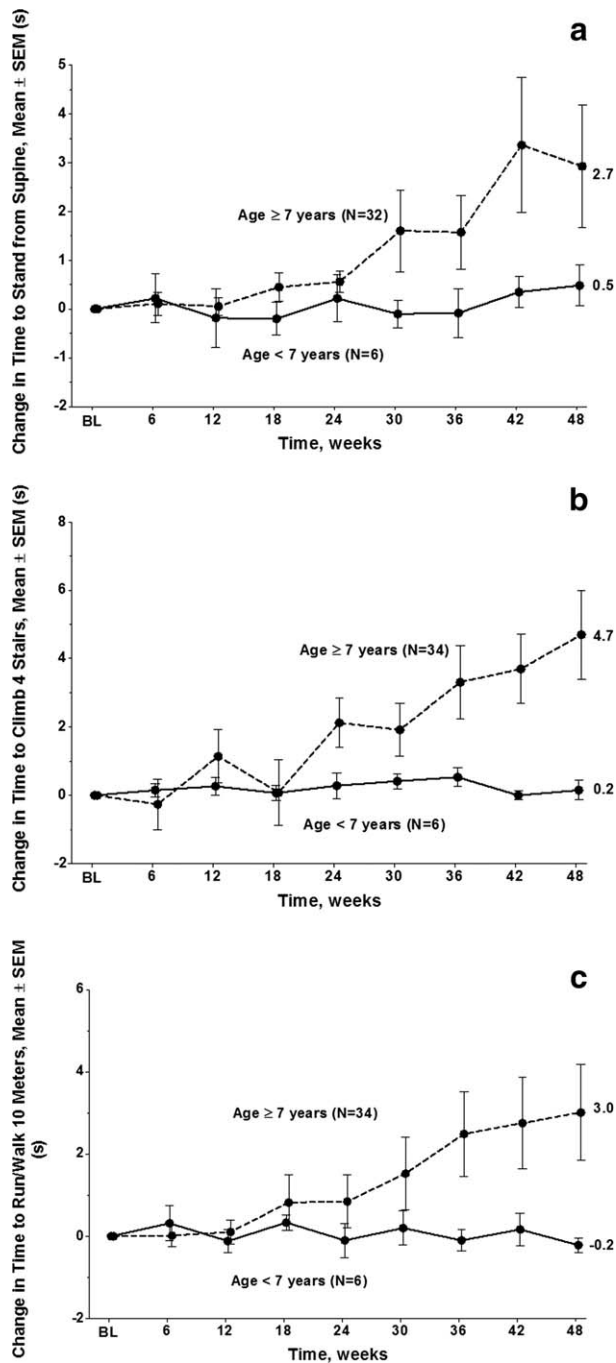 a
Change in Time to Stand from Supine, Mean ± SEM (s)
5
4
3
2
1
0
-1
-2
Age ≥ 7 years (N=32)
Age < 7 years (N=6)
2.7
0.5
BL 6 12 18 24 30 36 42 48
Time, weeks
b
Change in Time to Climb 4 Stairs, Mean ± SEM (s)
8
6
4
2
0
-2
Age ≥ 7 years (N=34)
Age < 7 years (N=6)
4.7
0.2
BL 6 12 18 24 30 36 42 48
Time, weeks
c
Change in Time to Run/Walk 10 Meters, Mean ± SEM
(s)
6
4
2
0
-2
Age ≥ 7 years (N=34)
Age < 7 years (N=6)
3.0
-0.2
BL 6 12 18 24 30 36 42 48
Time, weeks